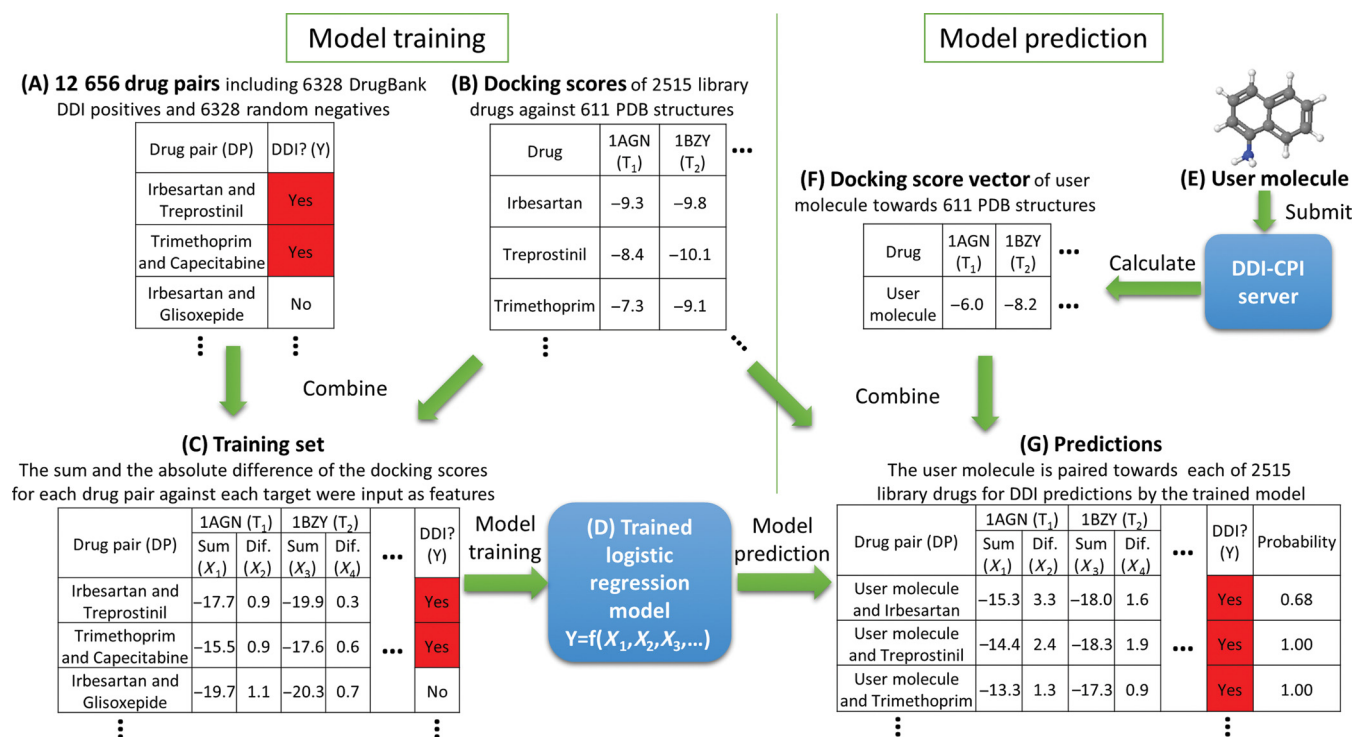 Model training
Model prediction
(A) 12 656 drug pairs including 6328 DrugBank
DDI positives and 6328 random negatives
Drug pair (DP) DDI? (Y)
Irbesartan and
Treprostinil Yes
Trimethoprim
and Capecitabine Yes
Irbesartan and
Glisoxepide No
(B) Docking scores of 2515 library
drugs against 611 PDB structures
Drug 1AGN (T1) 1BZY (T2) ...
Irbesartan −9.3 −9.8
Treprostinil −8.4 −10.1
Trimethoprim −7.3 −9.1
(E) User molecule
Submit
DDI-CPI
server
Calculate
(F) Docking score vector of user
molecule towards 611 PDB structures
Drug 1AGN (T1) 1BZY (T2) ...
User
molecule −6.0 −8.2 ...
Combine
Combine
(C) Training set
The sum and the absolute difference of the docking scores
for each drug pair against each target were input as features
Drug pair (DP) 1AGN (T1) 1BZY (T2) ... DDI? (Y)
Sum (X1) Dif. (X2) Sum (X3) Dif. (X4)
Irbesartan and
Treprostinil −17.7 0.9 −19.9 0.3 Yes
Trimethoprim
and Capecitabine −15.5 0.9 −17.6 0.6 ... Yes
Irbesartan and
Glisoxepide −19.7 1.1 −20.3 0.7 No
Model
training
(D) Trained
logistic
regression
model
Y=f(X1,X2,X3,...)
Model
prediction
(G) Predictions
The user molecule is paired towards each of 2515
library drugs for DDI predictions by the trained model
Drug pair (DP) 1AGN (T1) 1BZY (T2) ... DDI? (Y) Probability
Sum (X1) Dif. (X2) Sum (X3) Dif. (X4)
User molecule
and Irbesartan −15.3 3.3 −18.0 1.6 Yes 0.68
User molecule
and Treprostinil −14.4 2.4 −18.3 1.9 ... Yes 1.00
User molecule
and Trimethoprim −13.3 1.3 −17.3 0.9 Yes 1.00